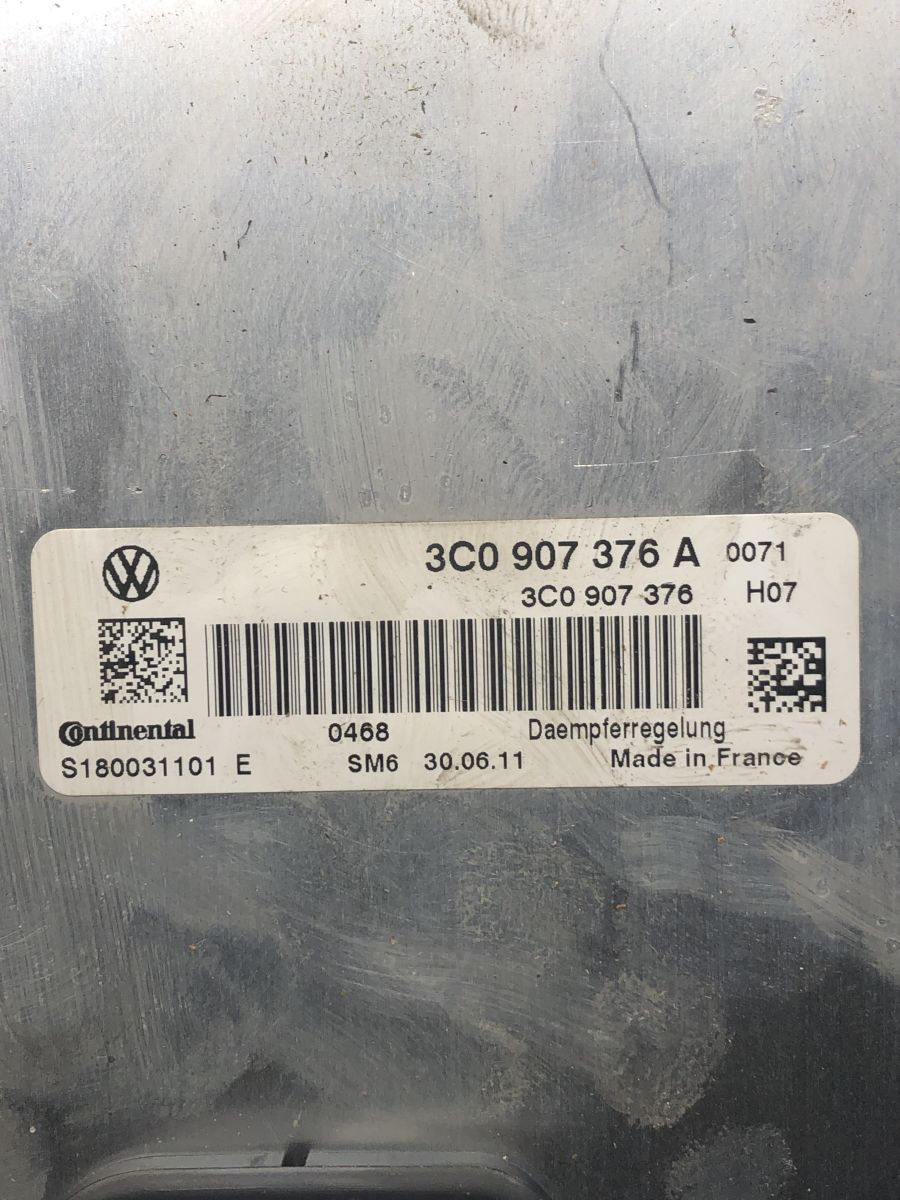 3C0 907 376 A 0071
3C0 907 376 H07
Continental 0468 Daempferregelung
S180031101 E SM6 30.06.11 Made in France